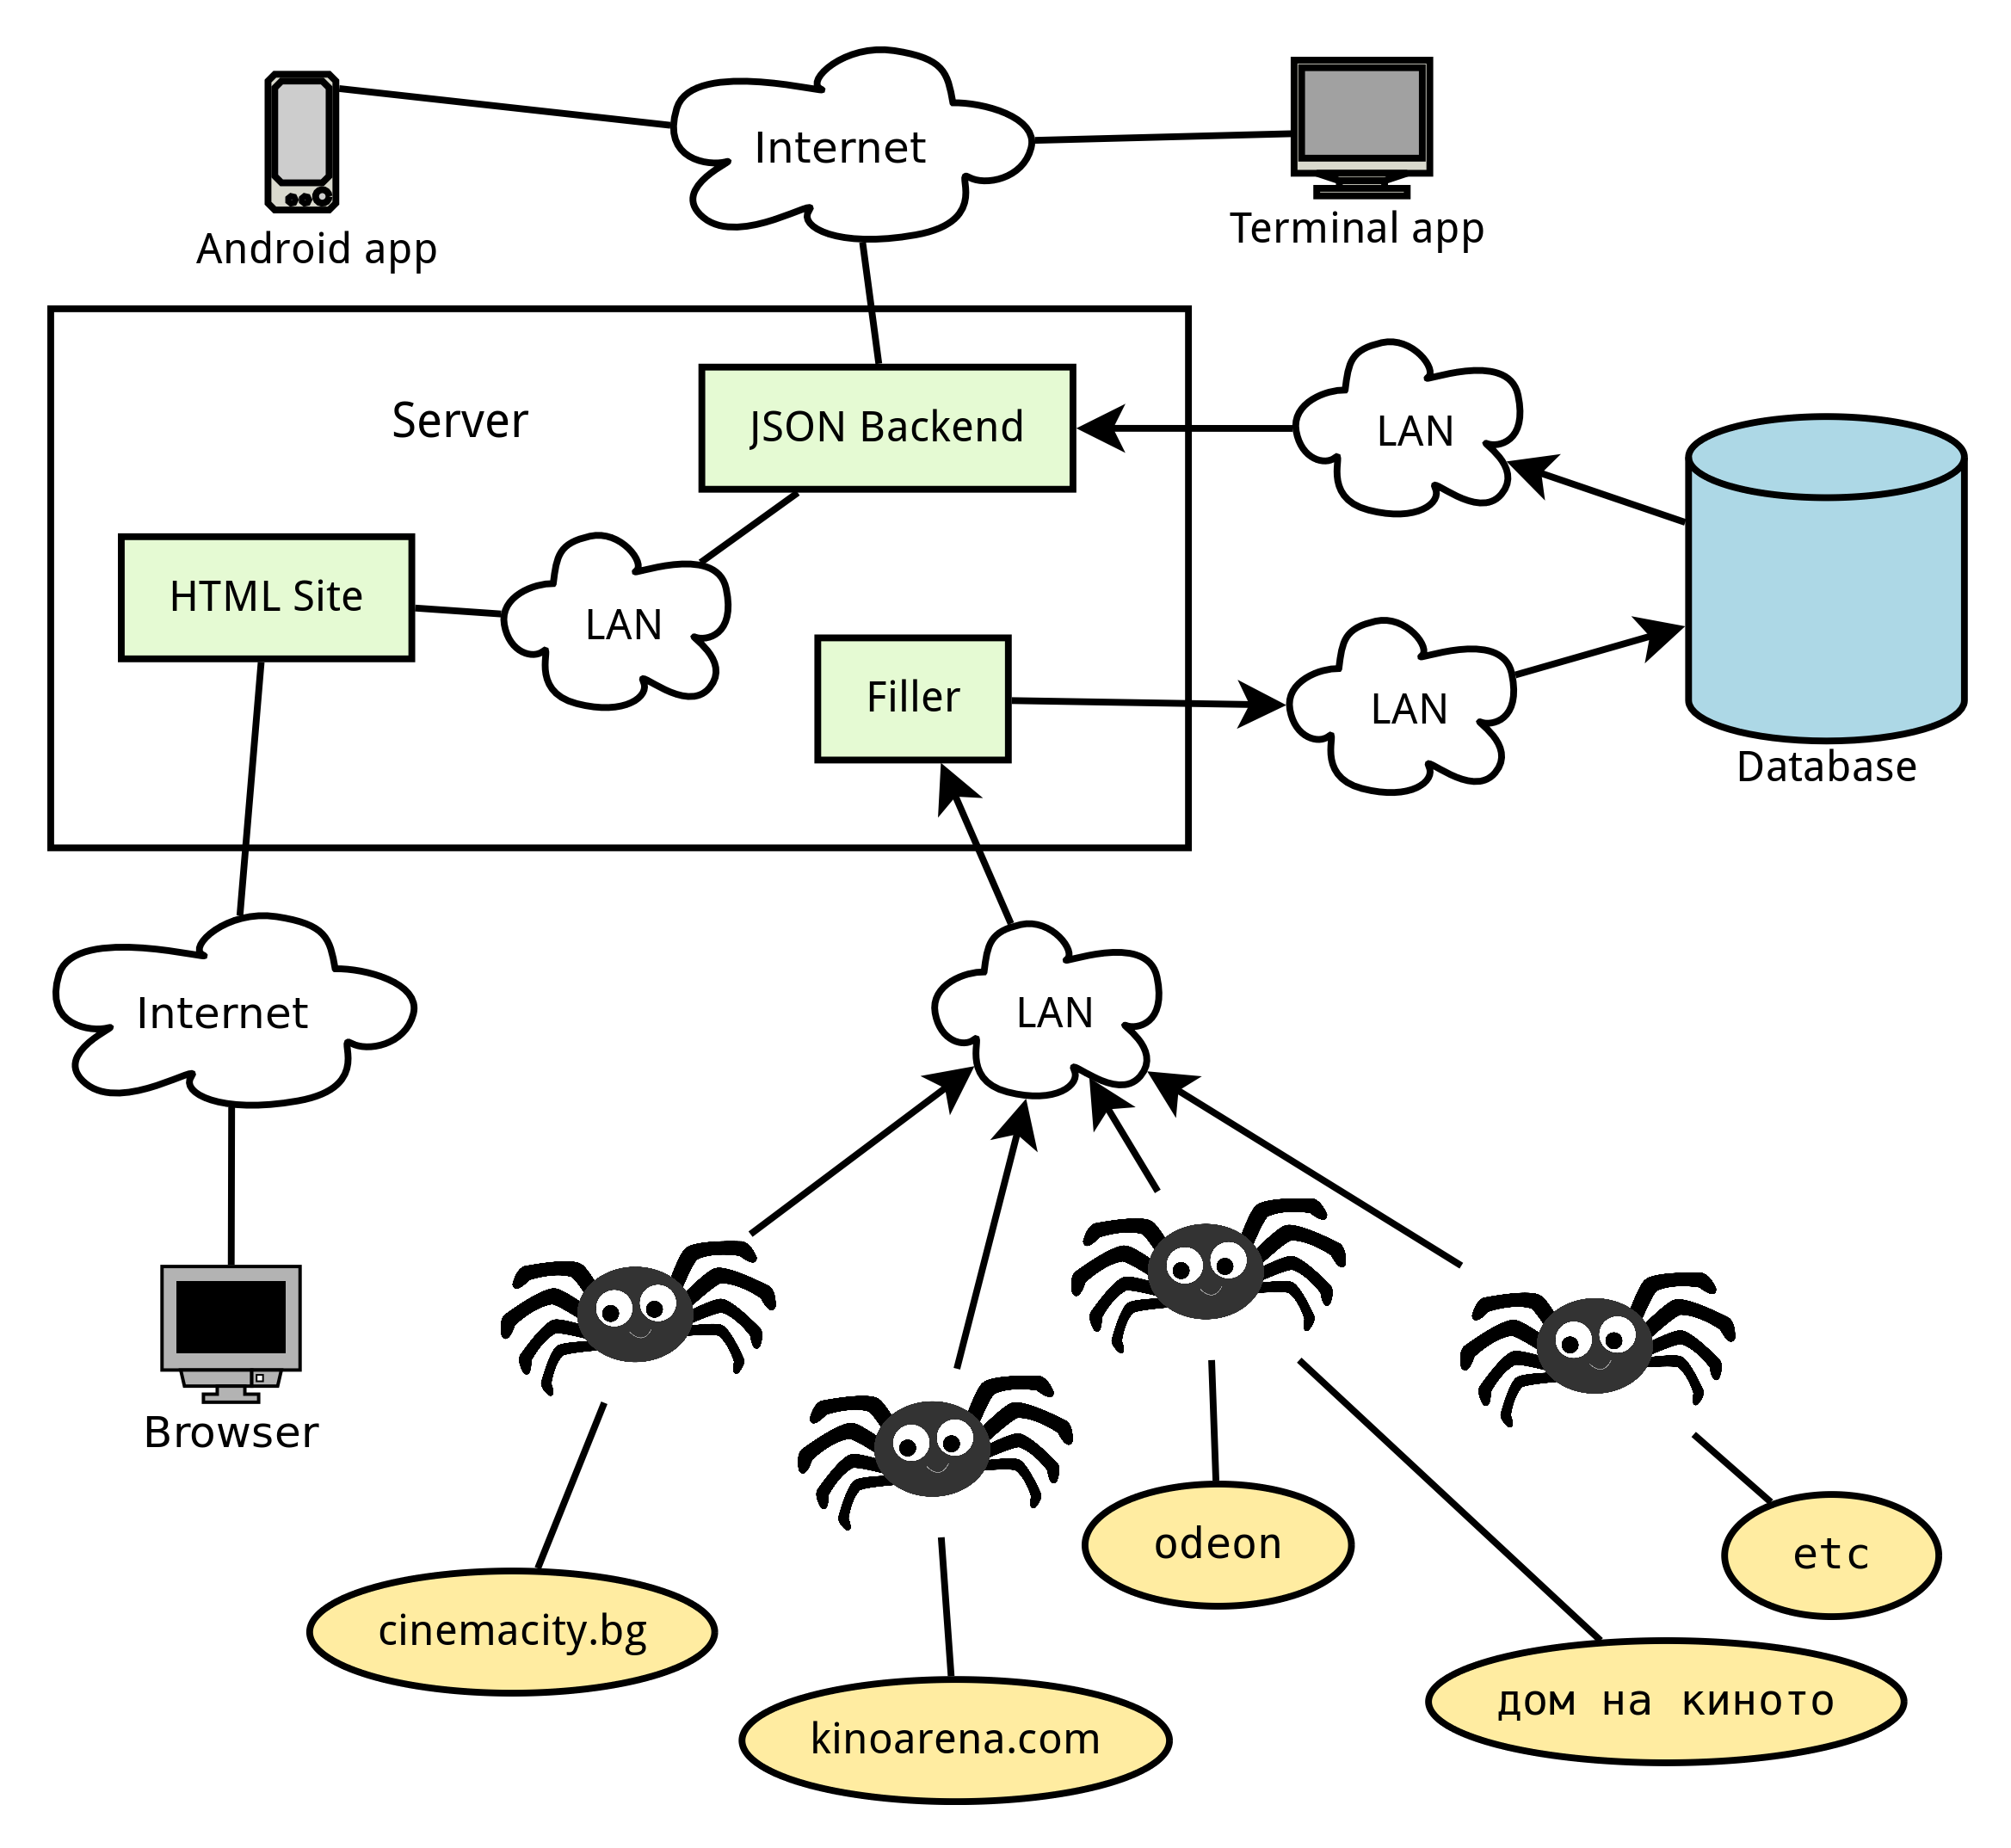 Internet
Android app
Terminal app
Server
JSON Backend
LAN
HTML Site
LAN
Filler
LAN
Database
Internet
LAN
Browser
odeon
etc
cinemacity.bg
kinoarena.com
дом на киното